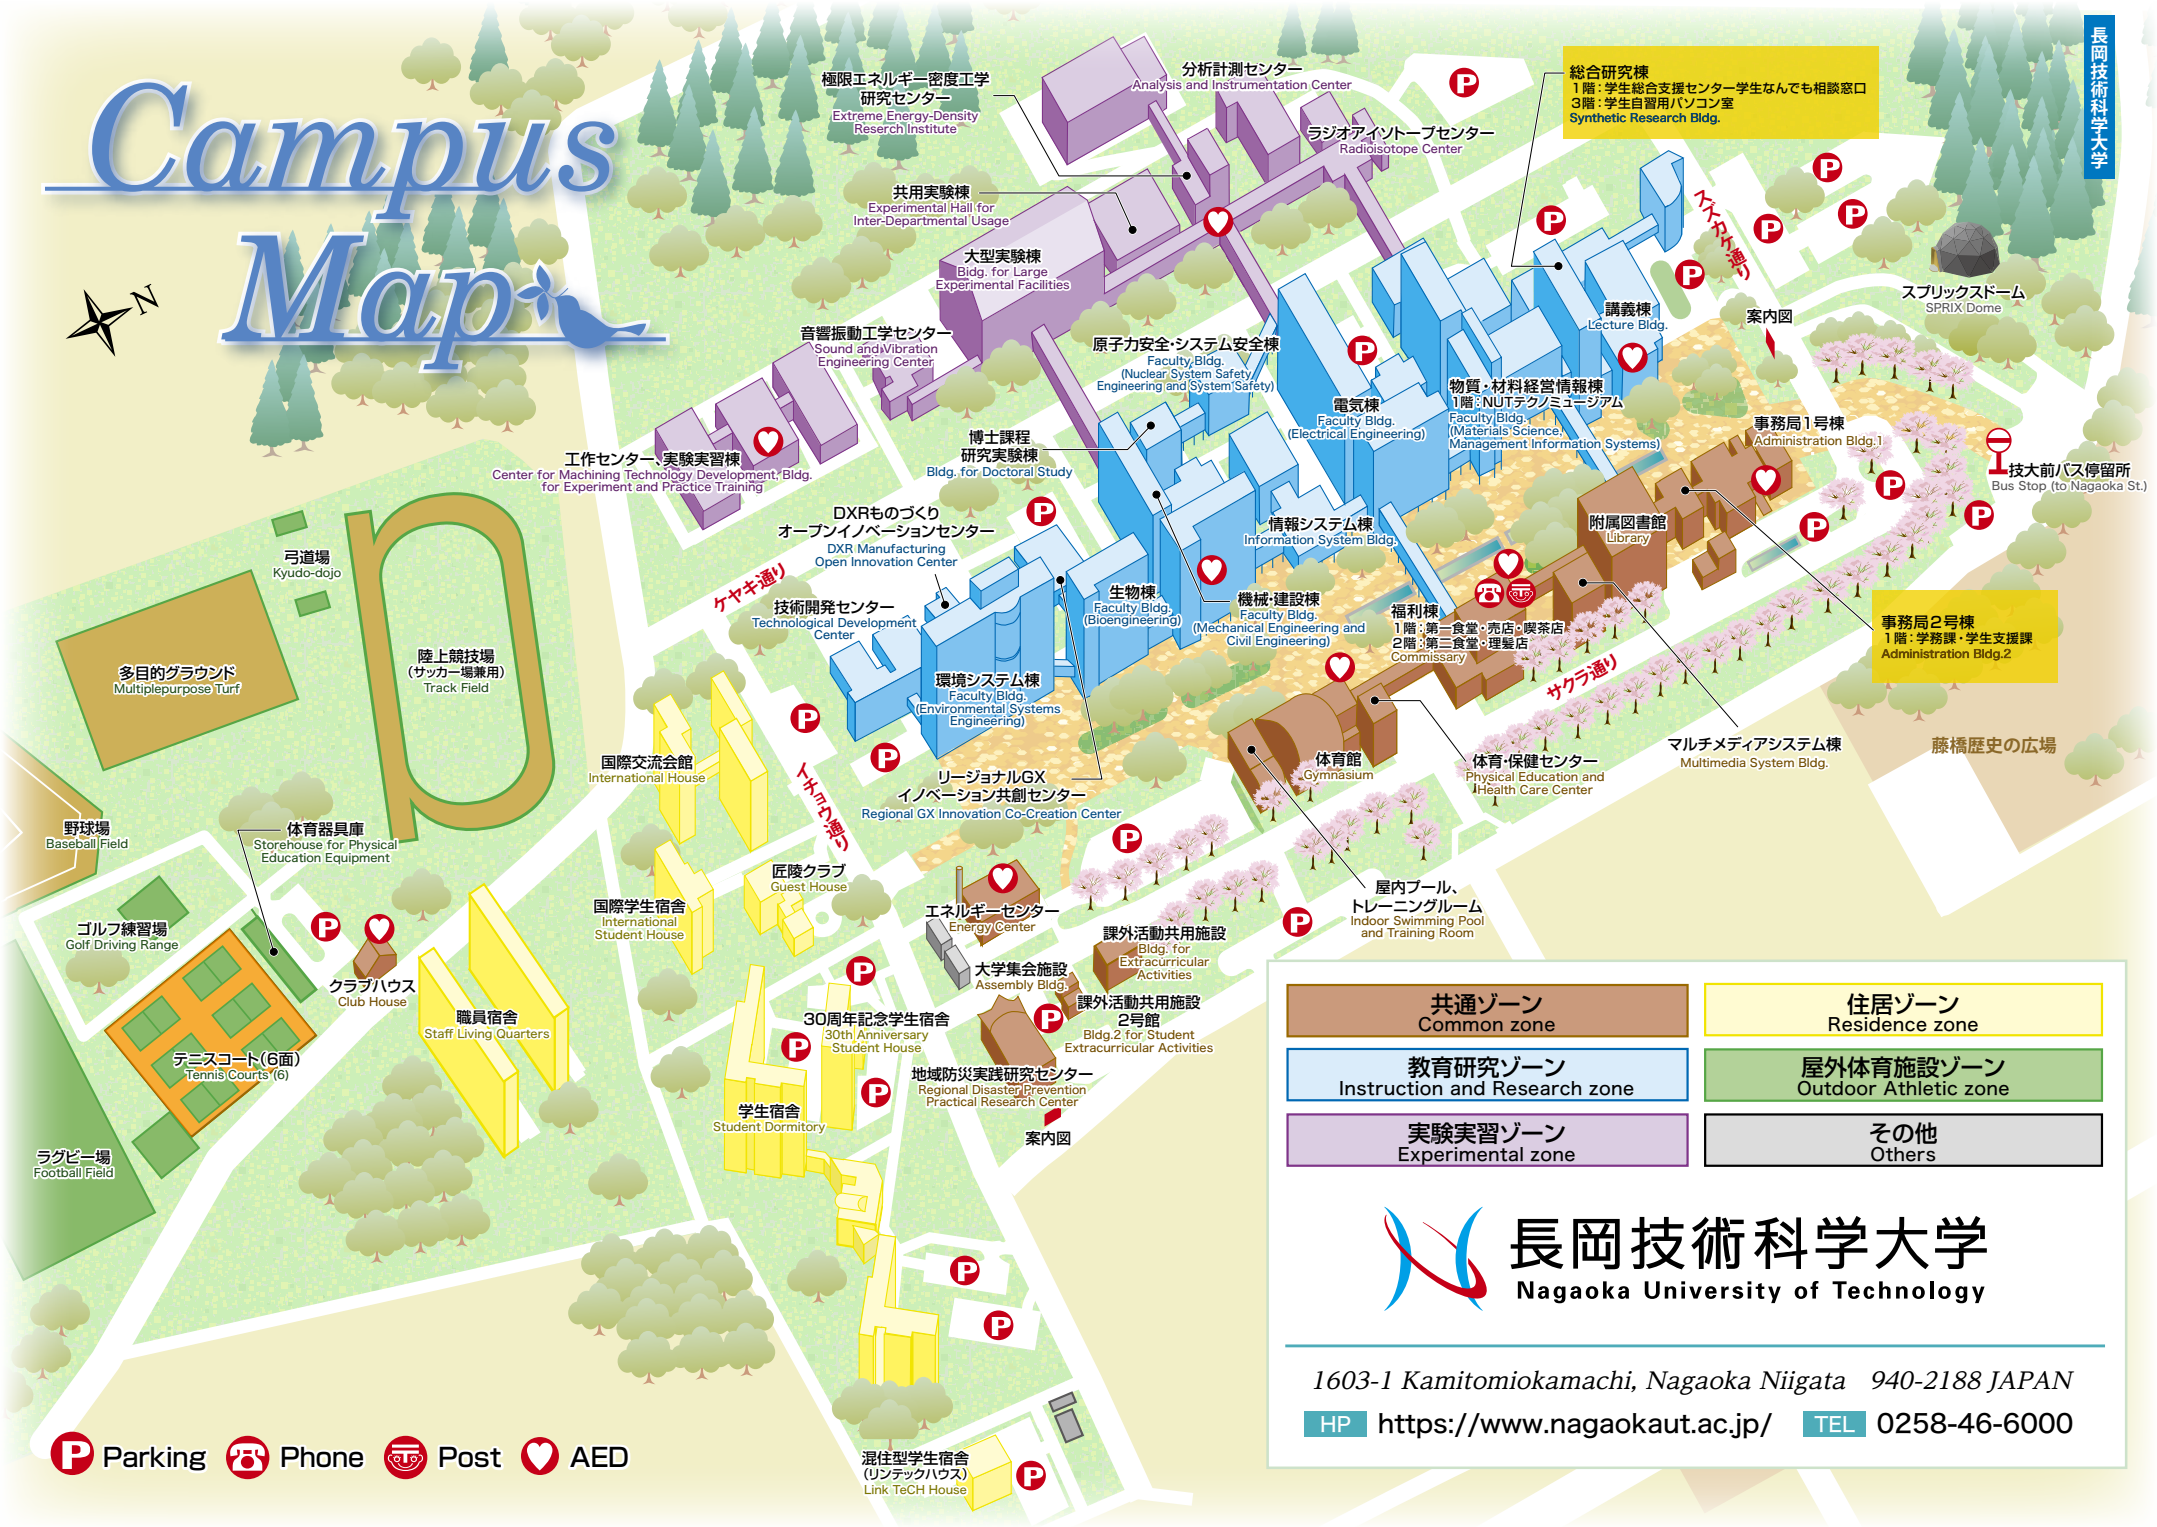 Campus
Map
N
長岡技術科学大学
極限エネルギー密度工学
研究センター
Extreme Energy-Density
Reserch Institute
分析計測センター
Analysis and Instrumentation Center
ラジオアイソトープセンター
Radioisotope Center
総合研究棟
1階：学生総合支援センター学生なんでも相談窓口
3階：学生自習用パソコン室
Synthetic Research Bldg.
共用実験棟
Experimental Hall for
Inter-Departmental Usage
大型実験棟
Bidg. for Large
Experimental Facilities
スズカケ通り
スプリックスドーム
SPRIX Dome
講義棟
Lecture Bldg.
案内図
音響振動工学センター
Sound and Vibration
Engineering Center
原子力安全・システム安全棟
Faculty Bldg.
(Nuclear System Safety
Engineering and System Safety)
電気棟
Faculty Bldg.
(Electrical Engineering)
物質・材料経営情報棟
1階：NUTテクノミュージアム
Faculty Bldg.
(Materials Science,
Management Information Systems)
事務局1号棟
Administration Bldg.1
工作センター、実験実習棟
Center for Machining Technology Development, Bldg.
for Experiment and Practice Training
博士課程
研究実験棟
Bldg. for Doctoral Study
技大前バス停留所
Bus Stop (to Nagaoka St.)
DXRものづくり
オープンイノベーションセンター
DXR Manufacturing
Open Innovation Center
情報システム棟
Information System Bldg.
附属図書館
Library
弓道場
Kyudo-dojo
ケヤキ通り
技術開発センター
Technological Development
Center
生物棟
Faculty Bldg.
(Bioengineering)
機械・建設棟
Faculty Bldg.
(Mechanical Engineering and
Civil Engineering)
福利棟
1階：第一食堂・売店・喫茶店
2階：第二食堂・理髪店
Commissary
事務局2号棟
1階：学務課・学生支援課
Administration Bldg.2
多目的グラウンド
Multiplepurpose Turf
陸上競技場
(サッカー場兼用)
Track Field
環境システム棟
Faculty Bldg.
(Environmental Systems
Engineering)
サクラ通り
国際交流会館
International House
イチョウ通り
リージョナルGX
イノベーション共創センター
Regional GX Innovation Co-Creation Center
体育館
Gymnasium
体育・保健センター
Physical Education and
Health Care Center
マルチメディアシステム棟
Multimedia System Bldg.
藤橋歴史の広場
野球場
Baseball Field
体育器具庫
Storehouse for Physical
Education Equipment
匠陵クラブ
Guest House
国際学生宿舎
International
Student House
エネルギーセンター
Energy Center
屋内プール、
トレーニングルーム
Indoor Swimming Pool
and Training Room
ゴルフ練習場
Golf Driving Range
クラブハウス
Club House
課外活動共用施設
Bldg. for
Extracurricular
Activities
大学集会施設
Assembly Bldg.
職員宿舎
Staff Living Quarters
30周年記念学生宿舎
30th Anniversary
Student House
課外活動共用施設
2号館
Bldg.2 for Student
Extracurricular Activities
テニスコート(6面)
Tennis Courts (6)
地域防災実践研究センター
Regional Disaster Prevention
Practical Research Center
学生宿舎
Student Dormitory
案内図
ラグビー場
Football Field
混住型学生宿舎
(リンテックハウス)
Link TeCH House
P Parking Phone Post AED
共通ゾーン
Common zone
住居ゾーン
Residence zone
教育研究ゾーン
Instruction and Research zone
屋外体育施設ゾーン
Outdoor Athletic zone
実験実習ゾーン
Experimental zone
その他
Others
長岡技術科学大学
Nagaoka University of Technology
1603-1 Kamitomiokamachi, Nagaoka Niigata 940-2188 JAPAN
HP https://www.nagaokaut.ac.jp/ TEL 0258-46-6000